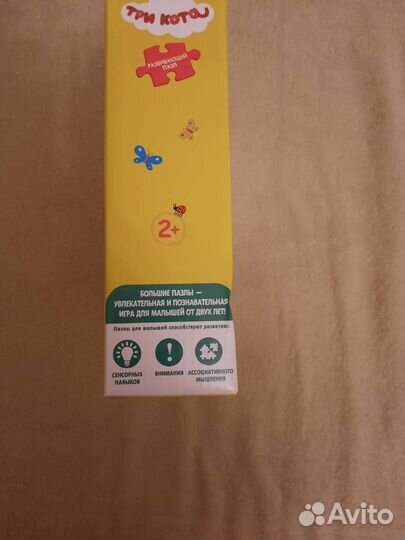 ТРИ КОТА
РАЗВИВАЮЩИЙ
ПАЗЛ
2+
БОЛЬШИЕ ПАЗЛЫ –
УВЛЕКАТЕЛЬНАЯ И ПОЗНАВАТЕЛЬНАЯ
ИГРА ДЛЯ МАЛЫШЕЙ ОТ ДВУХ ЛЕТ!
Пазлы для малышей способствуют развитию:
СЕНСОРНЫХ
НАВЫКОВ
ВНИМАНИЯ
АССОЦИАТИВНОГО
МЫШЛЕНИЯ
Avito